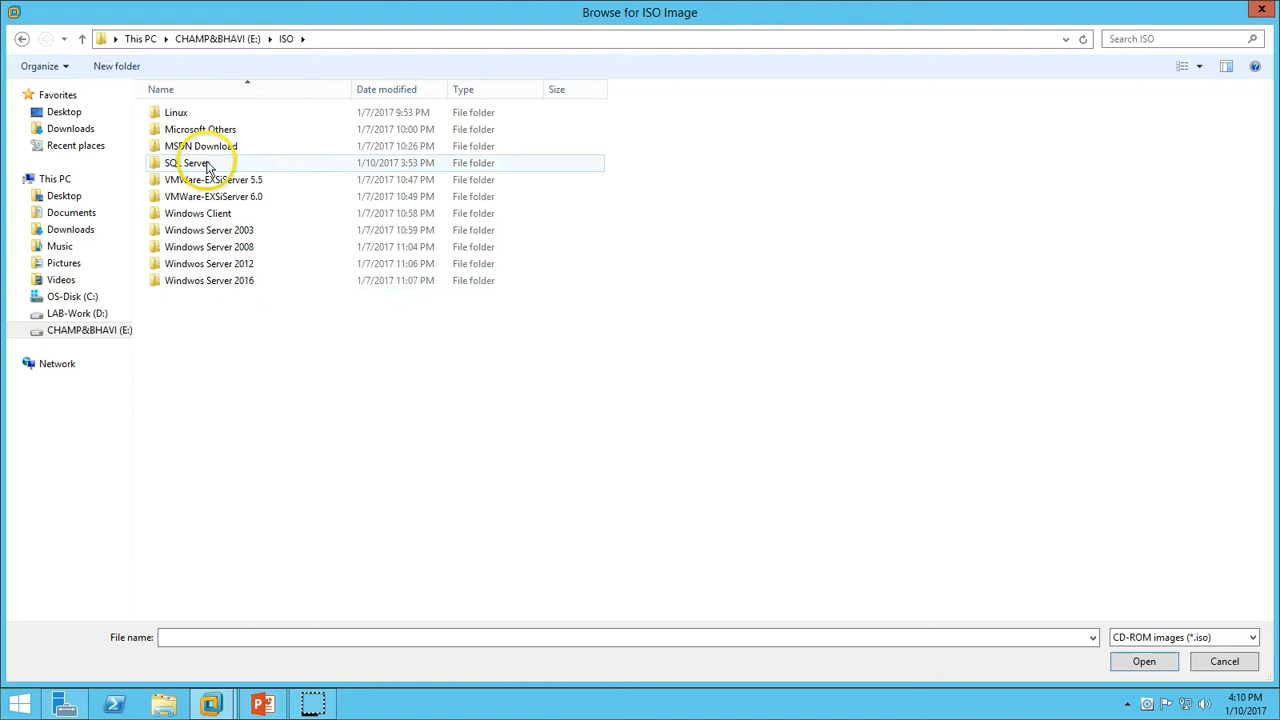 Browse for ISO Image
x
This PC CHAMP&BHAVI (E:) ISO
Search ISO
Organize
New folder
Name
Date modified
Type
Size
Favorites
Desktop
Downloads
Recent places
This PC
Desktop
Documents
Downloads
Music
Pictures
Videos
OS-Disk (C:)
LAB-Work (D:)
CHAMP&BHAVI (E:)
Network
Linux 1/7/2017 9:53 PM File folder
Microsoft Others 1/7/2017 10:00 PM File folder
MSDN Download 1/7/2017 10:26 PM File folder
SQL Server 1/10/2017 3:53 PM File folder
VMWare-EXSiServer 5.5 1/7/2017 10:47 PM File folder
VMWare-EXSiServer 6.0 1/7/2017 10:49 PM File folder
Windows Client 1/7/2017 10:58 PM File folder
Windows Server 2003 1/7/2017 10:59 PM File folder
Windows Server 2008 1/7/2017 11:04 PM File folder
Windwos Server 2012 1/7/2017 11:06 PM File folder
Windwos Server 2016 1/7/2017 11:07 PM File folder
File name:
CD-ROM images (*.iso)
Open
Cancel
4:10 PM
1/10/2017